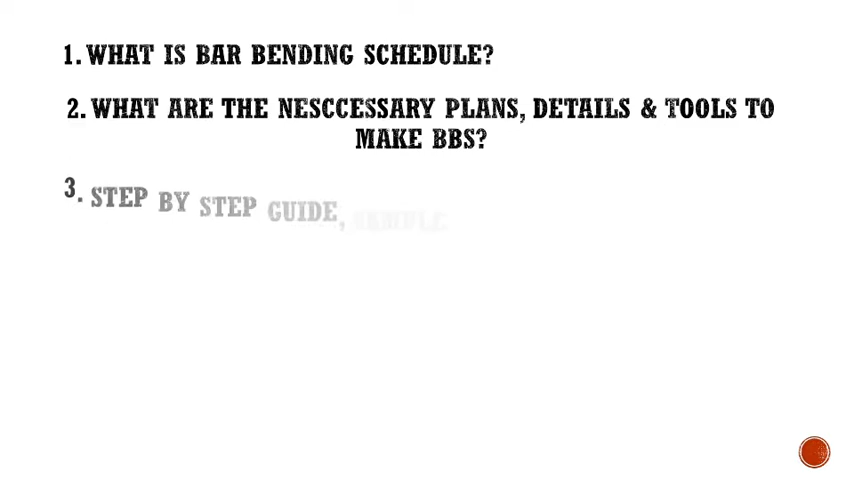 1. WHAT IS BAR BENDING SCHEDULE?
2. WHAT ARE THE NESCCESSARY PLANS, DETAILS & TOOLS TO
MAKE BBS?
3. STEP BY STEP GUIDE, SAMPLE